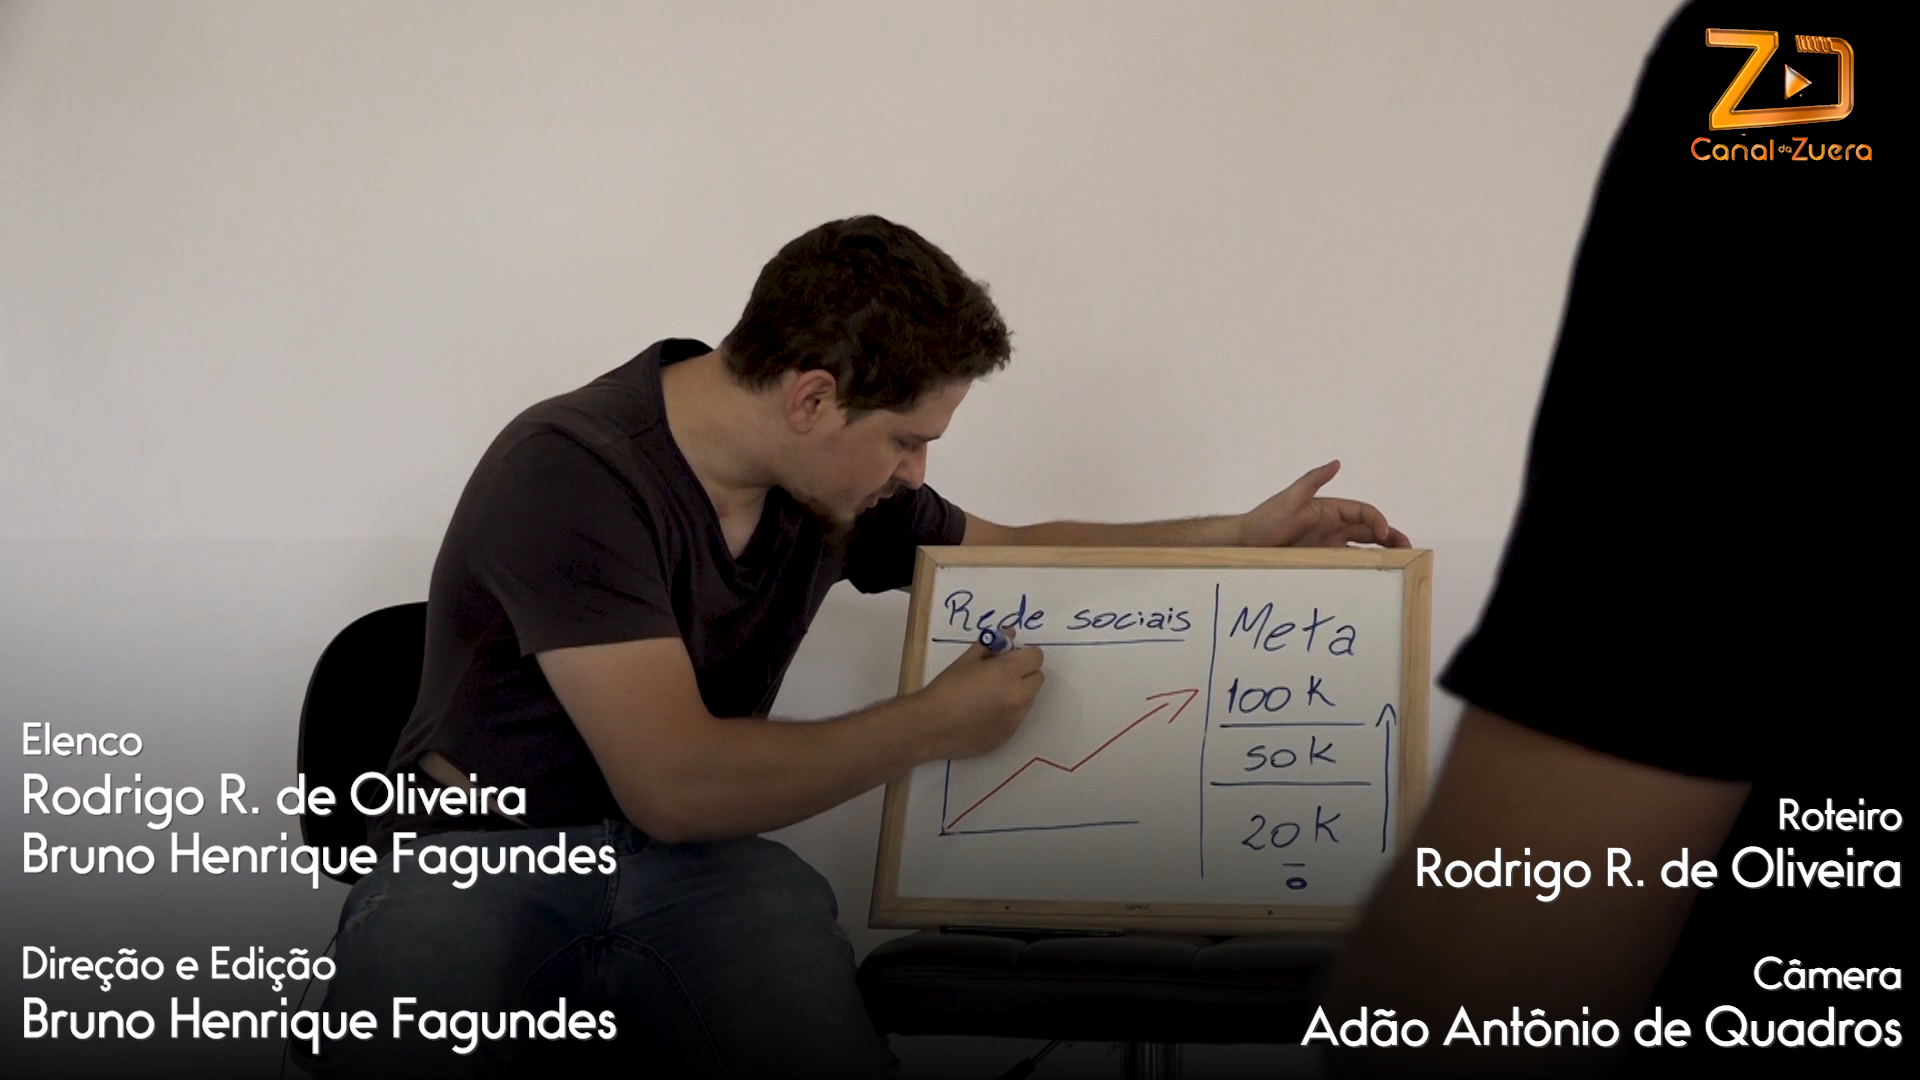 Canal da Zuera
Rede sociais
Meta
100 K
50 K
20 K
0
Elenco
Rodrigo R. de Oliveira
Bruno Henrique Fagundes
Direção e Edição
Bruno Henrique Fagundes
Roteiro
Rodrigo R. de Oliveira
Câmera
Adão Antônio de Quadros